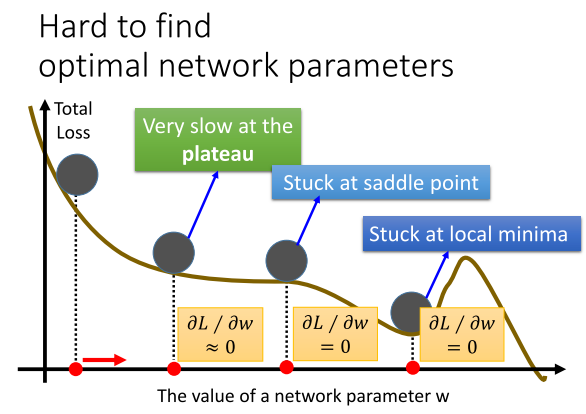 Hard to find
optimal network parameters
Total
Loss
Very slow at the
plateau
Stuck at saddle point
Stuck at local minima
∂L / ∂w
≈ 0
∂L / ∂w
= 0
∂L / ∂w
= 0
The value of a network parameter w